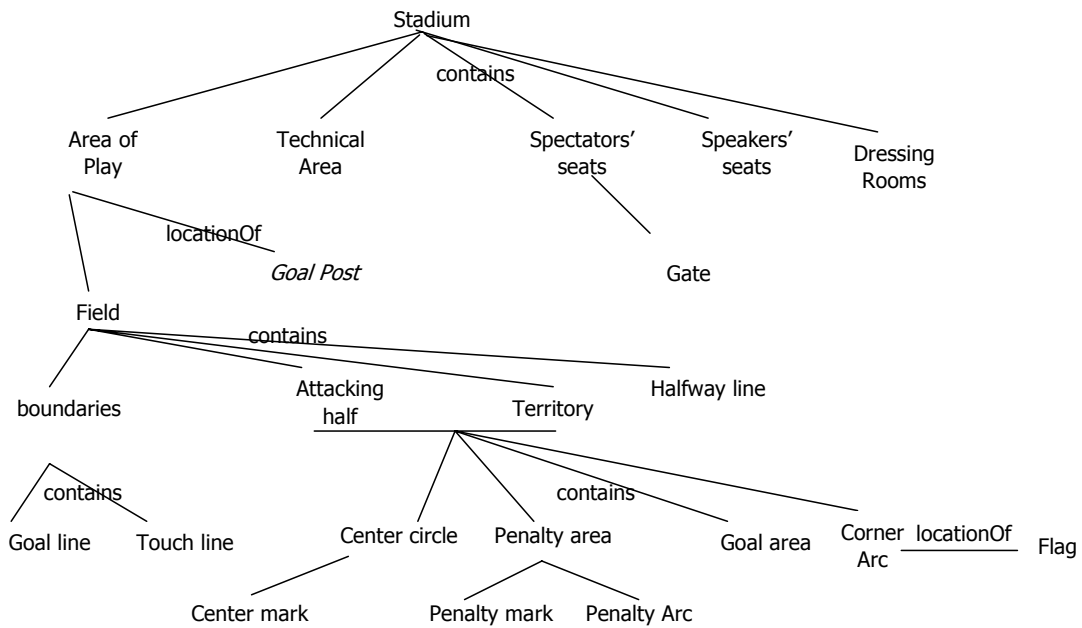 Stadium
contains
Area of
Play
Technical
Area
Spectators'
seats
Speakers'
seats
Dressing
Rooms
locationOf
Goal Post
Gate
Field
contains
boundaries
Attacking
half
Territory
Halfway line
contains
contains
Goal line
Touch line
Center circle
Penalty area
Goal area
Corner
Arc
locationOf
Flag
Center mark
Penalty mark
Penalty Arc